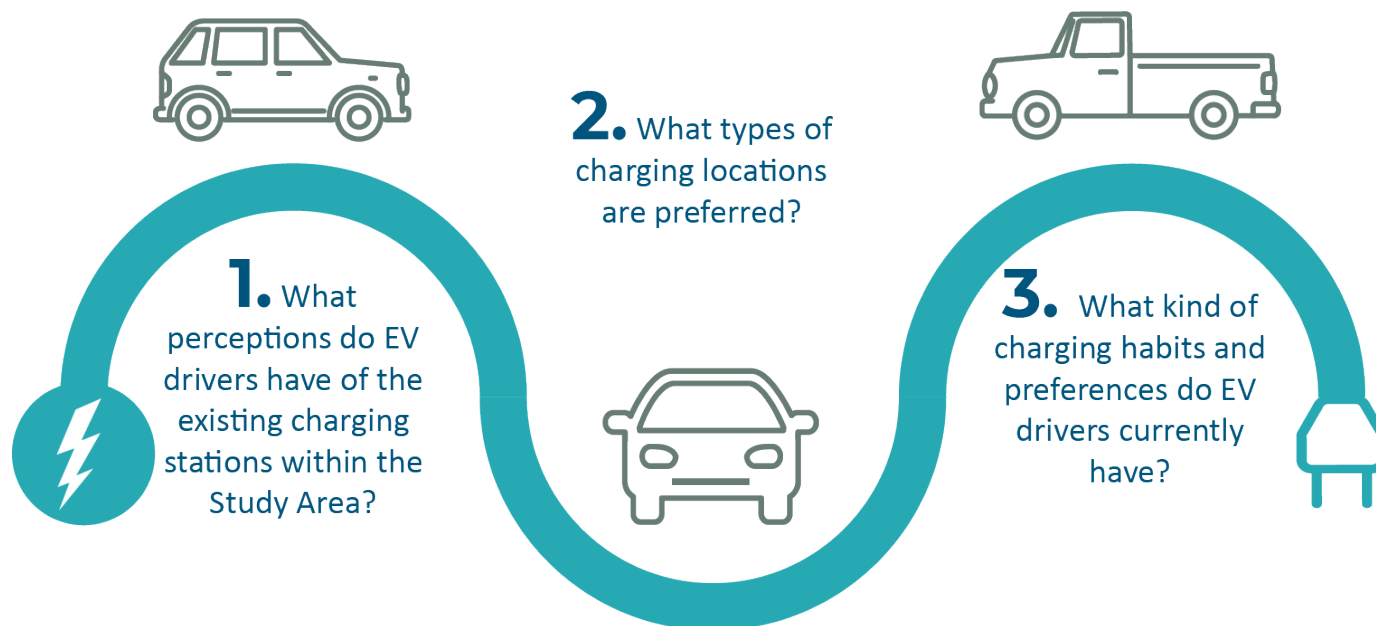 1. What
perceptions do EV
drivers have of the
existing charging
stations within the
Study Area?
2. What types of
charging locations
are preferred?
3. What kind of
charging habits and
preferences do EV
drivers currently
have?